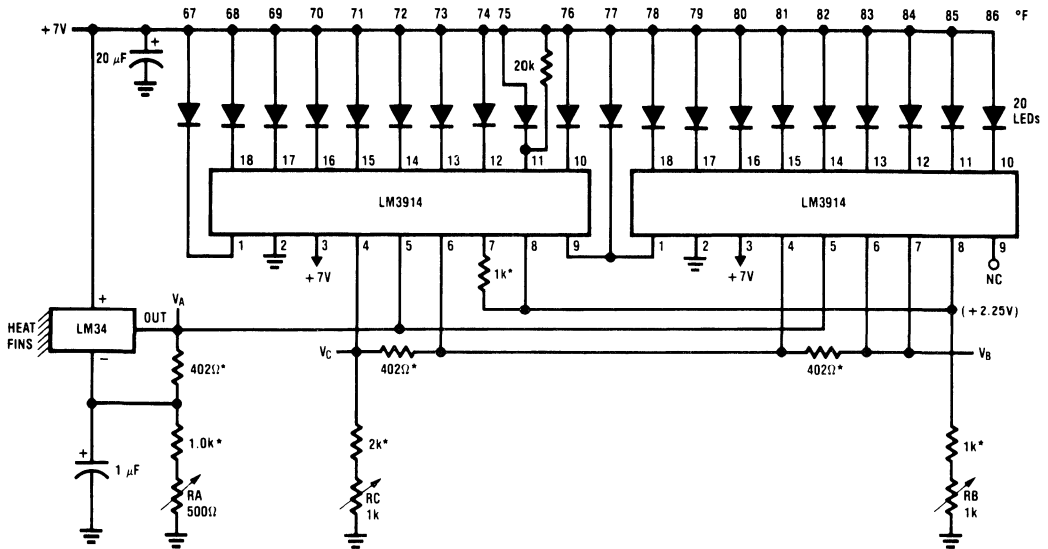 67 68 69 70 71 72 73 74 75 76 77 78 79 80 81 82 83 84 85 86 °F
+7V
20 μF
+
20k
20
LEDs
18 17 16 15 14 13 12 11 10
18 17 16 15 14 13 12 11 10
LM3914
LM3914
1 2 3 4 5 6 7 8 9
1 2 3 4 5 6 7 8 9
+7V
1k*
+7V
NC
+
VA
OUT
(+2.25V)
HEAT
FINS
LM34
−
VC
402Ω*
402Ω*
VB
402Ω*
1.0k*
2k*
1k*
+
1 μF
RA
500Ω
RC
1k
RB
1k